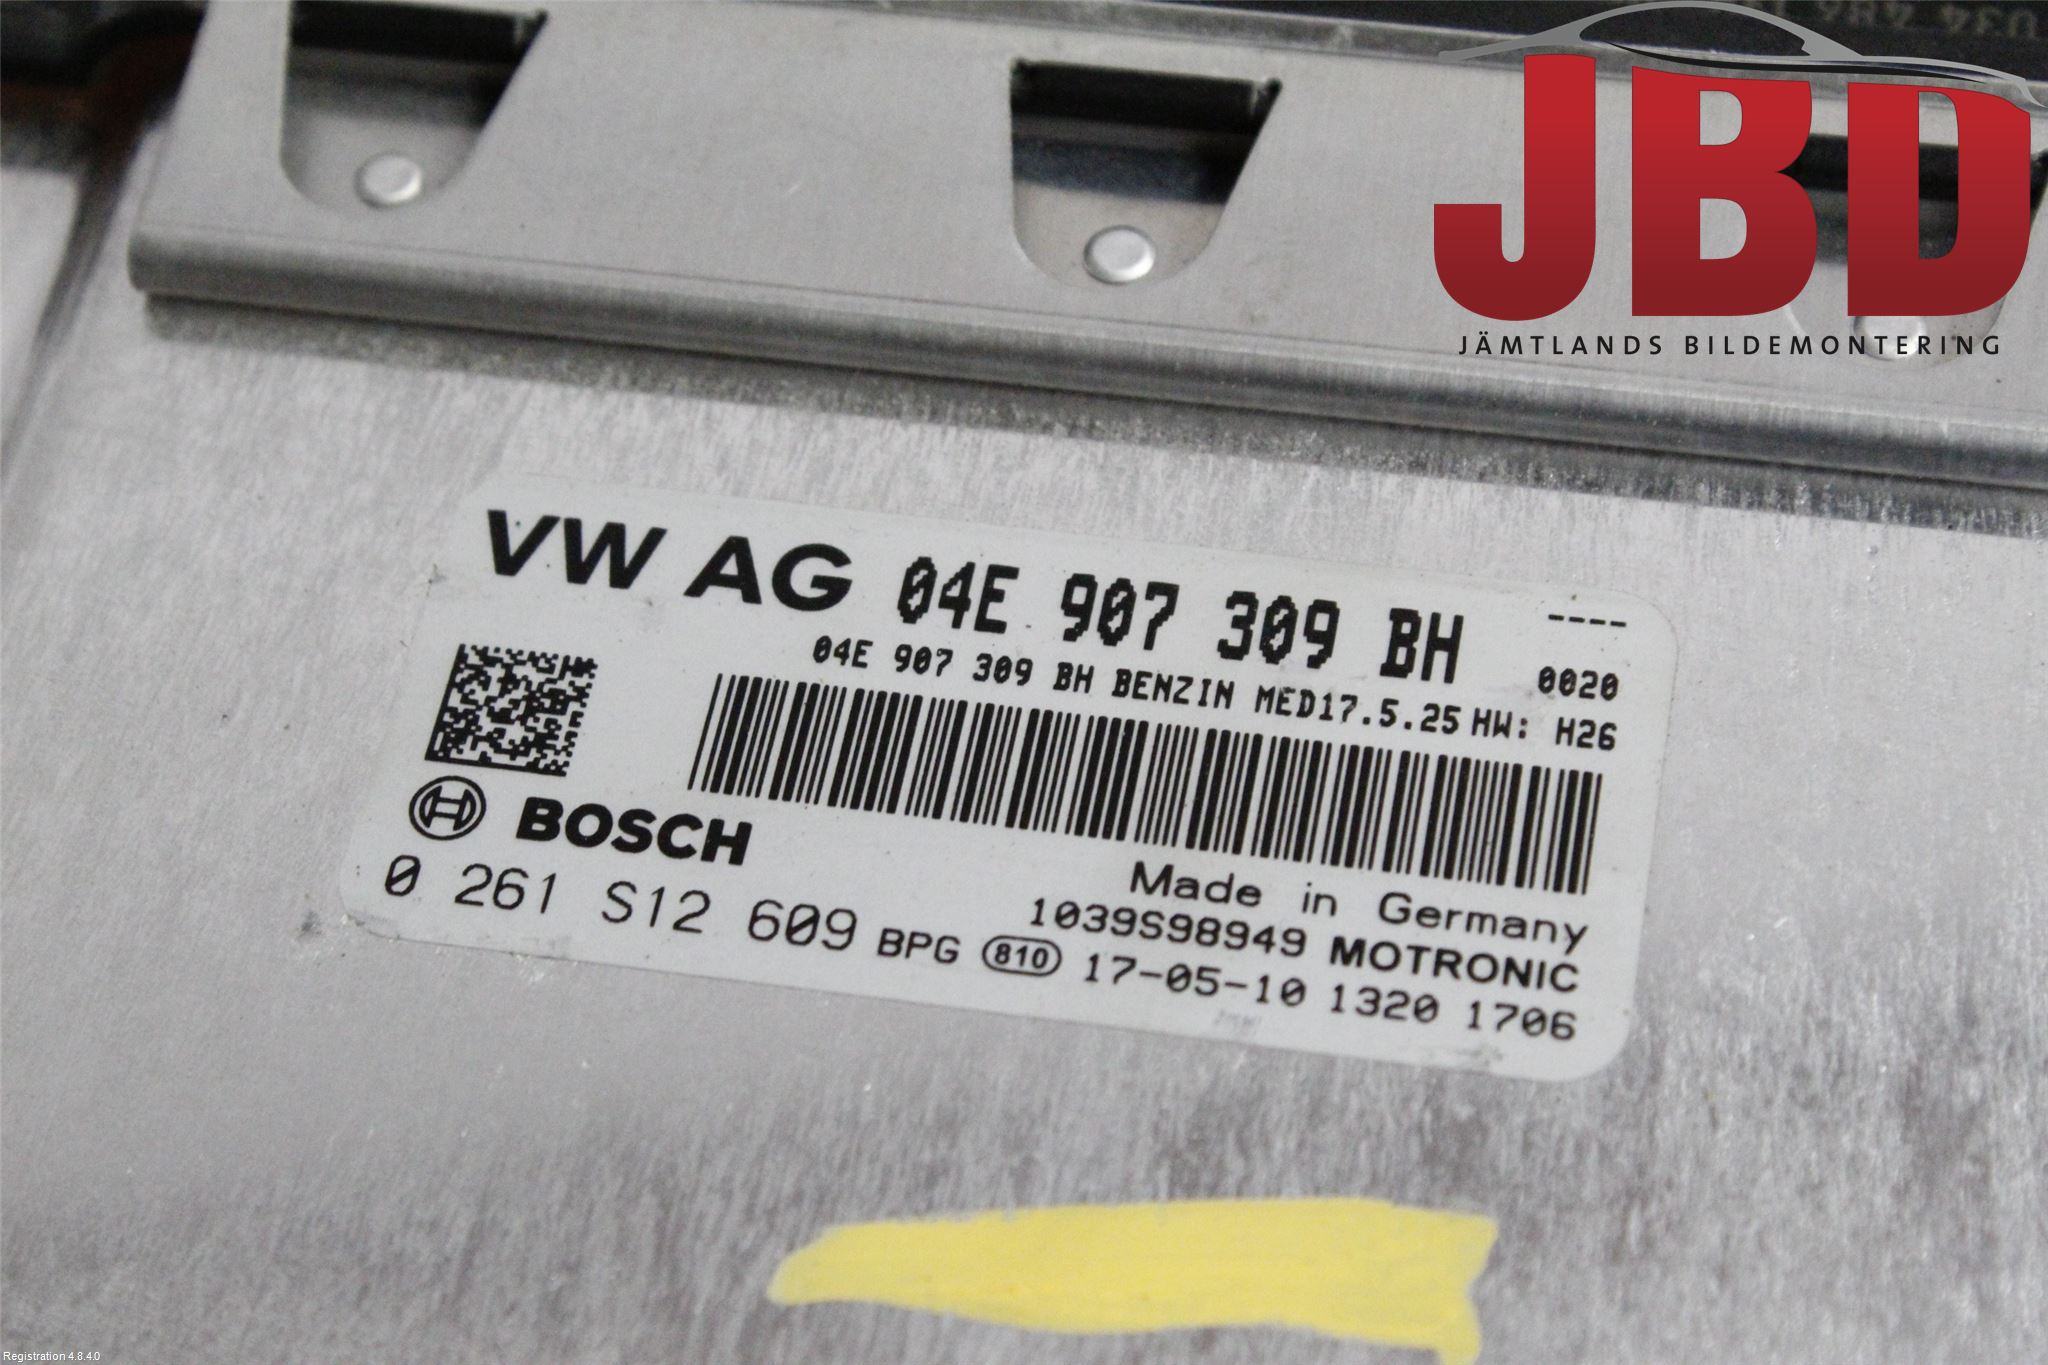 JBD
JÄMTLANDS BILDEMONTERING
VW AG 04E 907 309 BH ----
04E 907 309 BH BENZIN MED17.5.25 0020
HW: H26
BOSCH
Made in Germany
1039S98949 MOTRONIC
0 261 S12 609 BPG 810 17-05-10 1320 1706
Registration 4.8.4.0